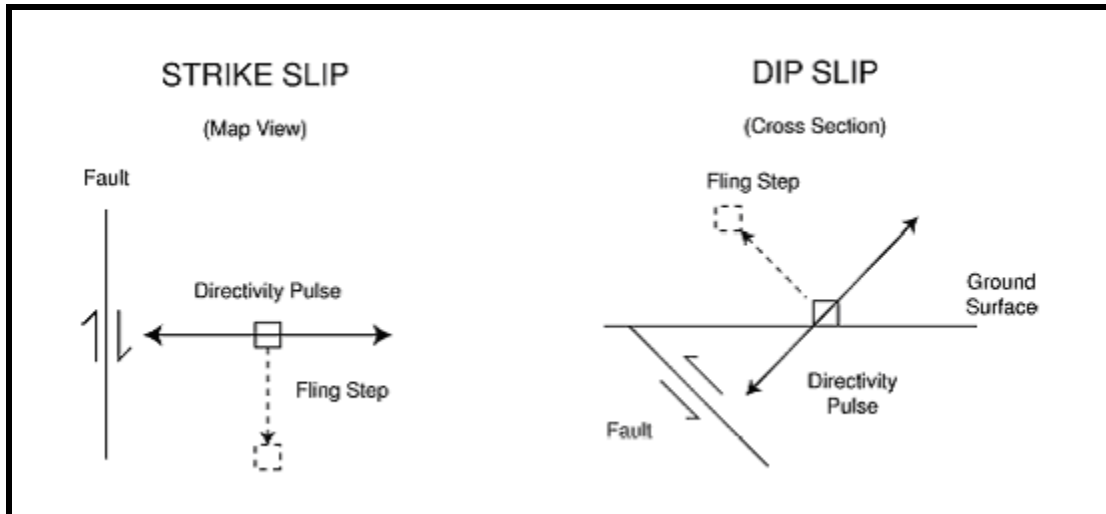 STRIKE SLIP
(Map View)
Fault
Directivity Pulse
Fling Step
DIP SLIP
(Cross Section)
Fling Step
Ground
Surface
Directivity
Pulse
Fault